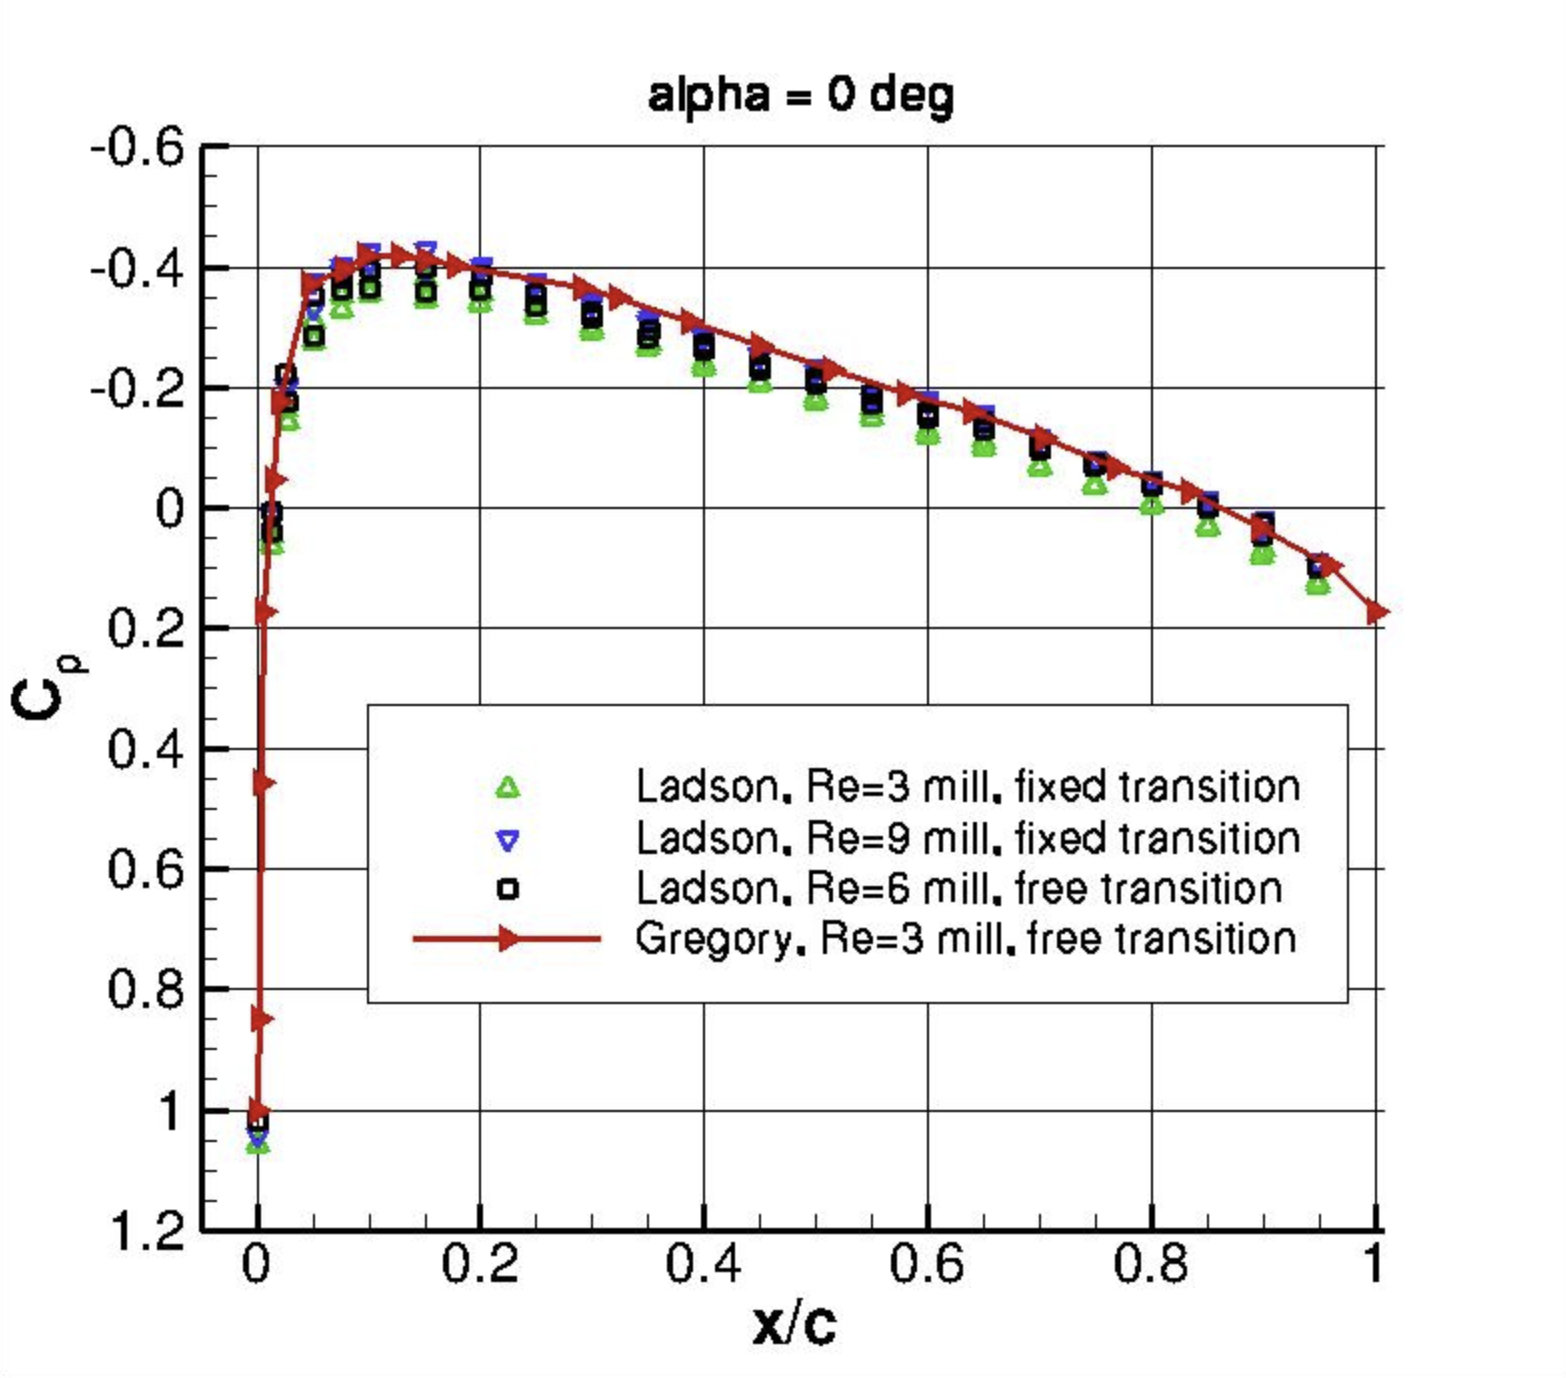 alpha = 0 deg
-0.6
-0.4
-0.2
0
0.2
0.4
0.6
0.8
1
1.2
Cp
Ladson, Re=3 mill, fixed transition
Ladson, Re=9 mill, fixed transition
Ladson, Re=6 mill, free transition
Gregory, Re=3 mill, free transition
0 0.2 0.4 0.6 0.8 1
x/c